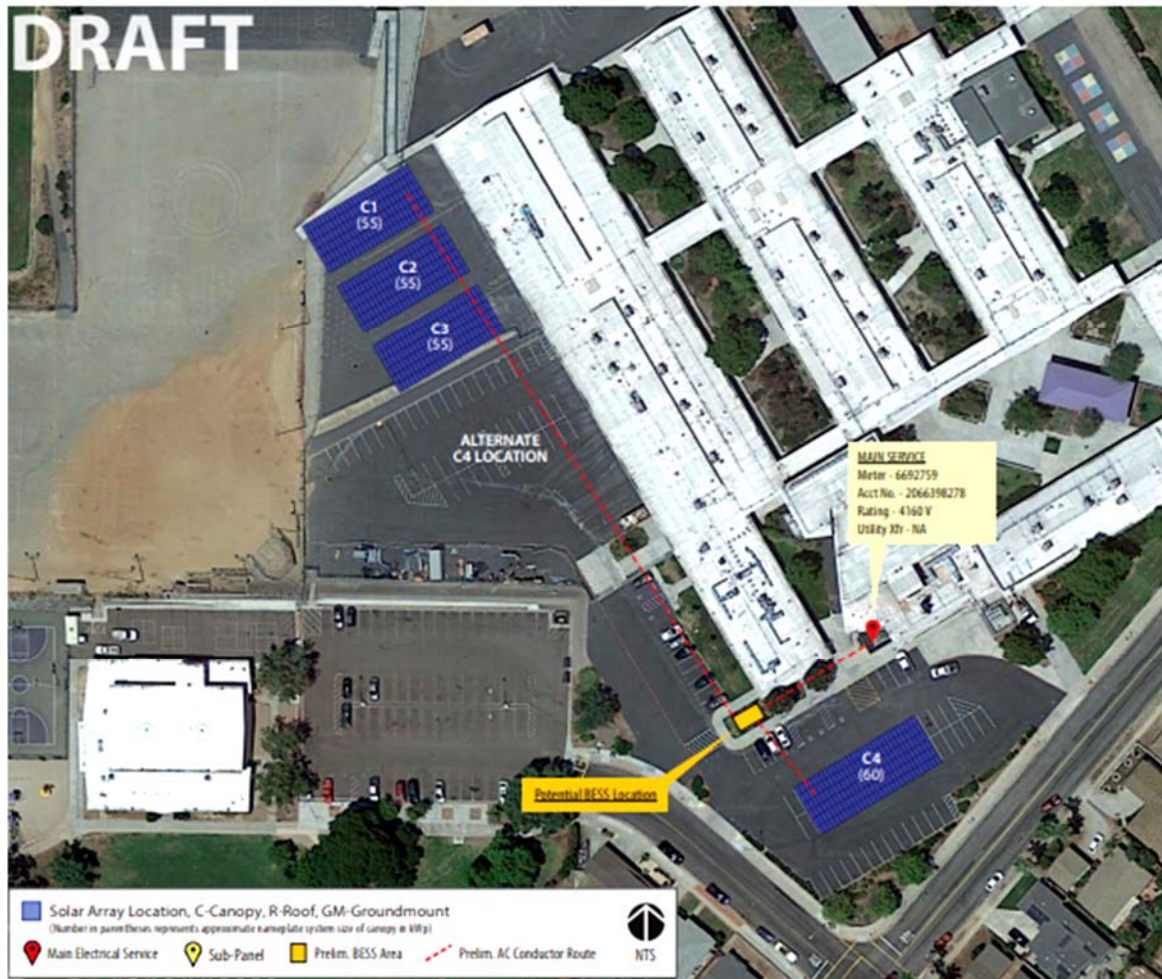 DRAFT
C1
(55)
C2
(55)
C3
(55)
ALTERNATE
C4 LOCATION
MAIN SERVICE
Meter - 6692759
Acct No. - 2066398278
Rating - 4160 V
Utility Xfr - NA
C4
(60)
Potential BESS Location
Solar Array Location, C-Canopy, R-Roof, GM-Groundmount
(Number in parentheses represents approximate nameplate system size of canopy in kWp)
Main Electrical Service
Sub-Panel
Prelim. BESS Area
Prelim. AC Conductor Route
NTS